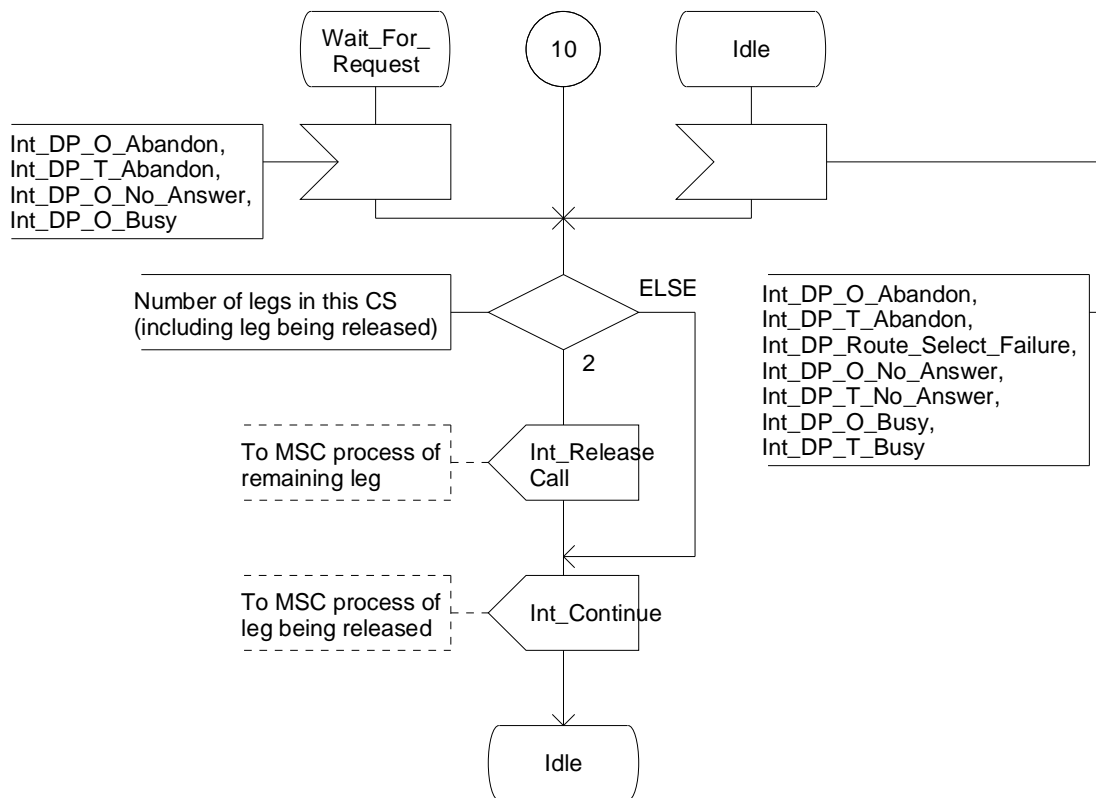 Wait_For_
Request
10
Idle
Int_DP_O_Abandon,
Int_DP_T_Abandon,
Int_DP_O_No_Answer,
Int_DP_O_Busy
Number of legs in this CS
(including leg being released)
ELSE
2
Int_DP_O_Abandon,
Int_DP_T_Abandon,
Int_DP_Route_Select_Failure,
Int_DP_O_No_Answer,
Int_DP_T_No_Answer,
Int_DP_O_Busy,
Int_DP_T_Busy
To MSC process of
remaining leg
Int_Release
Call
To MSC process of
leg being released
Int_Continue
Idle